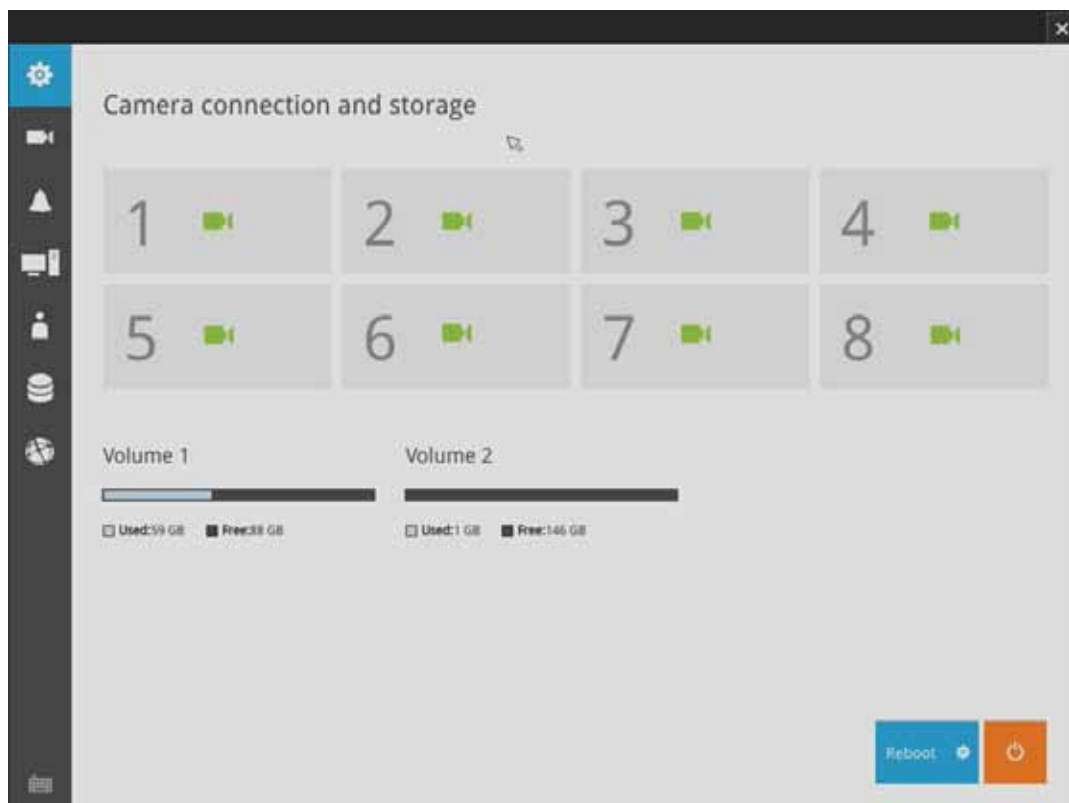 Camera connection and storage
1 2 3 4
5 6 7 8
Volume 1 Volume 2
Used:59 GB Free:88 GB Used:1 GB Free:146 GB
Reboot